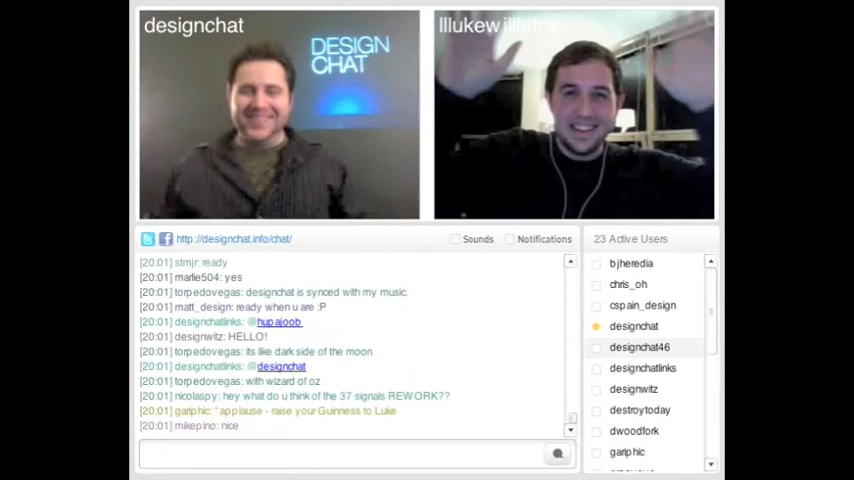 designchat
lllukewilliams
DESIGN
CHAT
http://designchat.info/chat/
Sounds
Notifications
23 Active Users
[20:01] stmjr: ready
[20:01] marlie504: yes
[20:01] torpedovegas: designchat is synced with my music.
[20:01] matt_design: ready when u are :P
[20:01] designchatlinks: @hupajoob
[20:01] designwitz: HELLO!
[20:01] torpedovegas: its like dark side of the moon
[20:01] designchatlinks: @designchat
[20:01] torpedovegas: with wizard of oz
[20:01] nicolaspy: hey what do u think of the 37 signals REWORK??
[20:01] gariphic: *applause - raise your Guinness to Luke
[20:01] mikepino: nice
bjheredia
chris_oh
cspain_design
designchat
designchat46
designchatlinks
designwitz
destroytoday
dwoodfork
gariphic